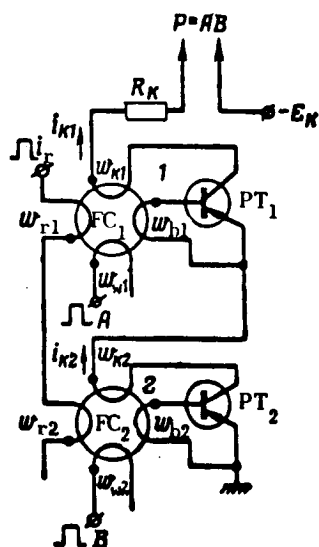 P=AB
R_K
-E_K
i_K1
i_r
w_K1
1
PT_1
w_r1
FC_1
w_b1
w_w1
A
i_K2
w_K2
2
PT_2
w_r2
FC_2
w_b2
w_w2
B